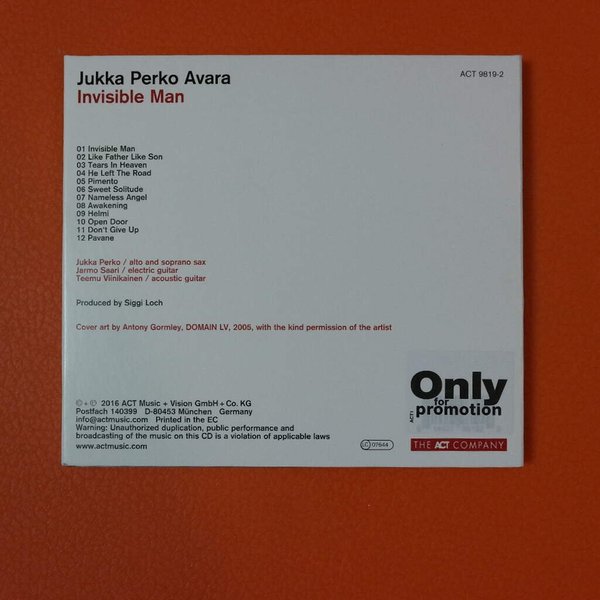 Jukka Perko Avara
ACT 9819-2
Invisible Man
01 Invisible Man
02 Like Father Like Son
03 Tears In Heaven
04 He Left The Road
05 Pimento
06 Sweet Solitude
07 Nameless Angel
08 Awakening
09 Helmi
10 Open Door
11 Don't Give Up
12 Pavane
Jukka Perko / alto and soprano sax
Jarmo Saari / electric guitar
Teemu Viinikainen / acoustic guitar
Produced by Siggi Loch
Cover art by Antony Gormley, DOMAIN LV, 2005, with the kind permission of the artist
© + ℗ 2016 ACT Music + Vision GmbH + Co. KG
Postfach 140399 D-80453 München Germany
info@actmusic.com Printed in the EC
Warning: Unauthorized duplication, public performance and
broadcasting of the music on this CD is a violation of applicable laws
www.actmusic.com
LC 07644
Only
for
promotion
THE ACT COMPANY